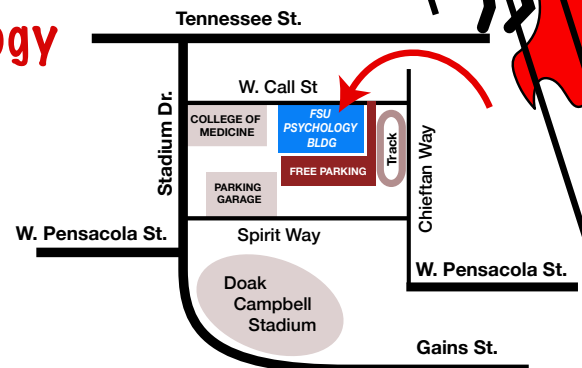 ogy
Tennessee St.
W. Call St
Stadium Dr.
COLLEGE OF
MEDICINE
FSU
PSYCHOLOGY
BLDG
Track
Chieftan Way
FREE PARKING
PARKING
GARAGE
W. Pensacola St.
Spirit Way
W. Pensacola St.
Doak
Campbell
Stadium
Gains St.